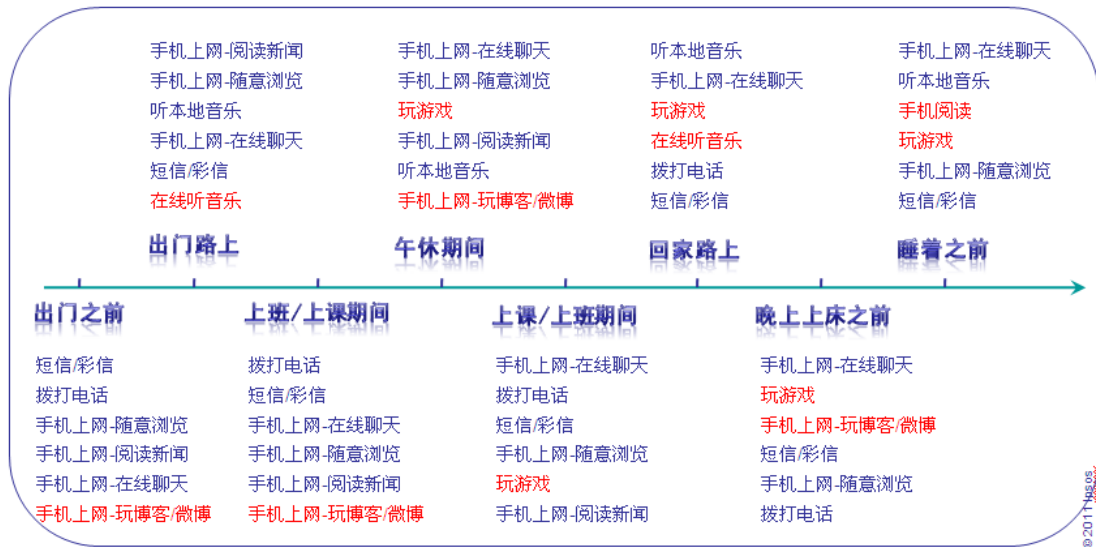 手机上网-阅读新闻
手机上网-随意浏览
听本地音乐
手机上网-在线聊天
短信/彩信
在线听音乐
出门路上
手机上网-在线聊天
手机上网-随意浏览
玩游戏
手机上网-阅读新闻
听本地音乐
手机上网-玩博客/微博
午休期间
听本地音乐
手机上网-在线聊天
玩游戏
在线听音乐
拨打电话
短信/彩信
回家路上
手机上网-在线聊天
听本地音乐
手机阅读
玩游戏
手机上网-随意浏览
短信/彩信
睡着之前
出门之前
短信/彩信
拨打电话
手机上网-随意浏览
手机上网-阅读新闻
手机上网-在线聊天
手机上网-玩博客/微博
上班/上课期间
拨打电话
短信/彩信
手机上网-在线聊天
手机上网-随意浏览
手机上网-阅读新闻
手机上网-玩博客/微博
上课/上班期间
手机上网-在线聊天
拨打电话
短信/彩信
手机上网-随意浏览
玩游戏
手机上网-阅读新闻
晚上上床之前
手机上网-在线聊天
玩游戏
手机上网-玩博客/微博
短信/彩信
手机上网-随意浏览
拨打电话
©2011 Ipsos